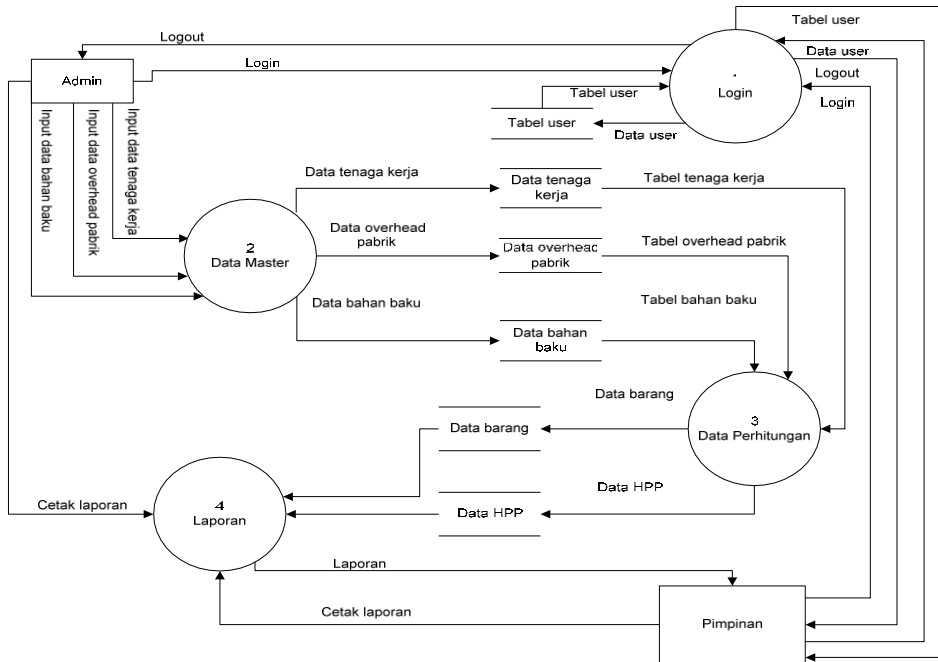 Tabel user
Logout
Data user
Admin
Login
1
Login
Logout
Login
Tabel user
Tabel user
Data user
Input data bahan baku
Input data overhead pabrik
Input data tenaga kerja
Data tenaga kerja
Data tenaga
kerja
Tabel tenaga kerja
2
Data Master
Data overhead
pabrik
Data overhead
pabrik
Tabel overhead pabrik
Data bahan baku
Data bahan
baku
Tabel bahan baku
Data barang
3
Data Perhitungan
Data barang
Data HPP
Data HPP
4
Laporan
Cetak laporan
Laporan
Cetak laporan
Pimpinan